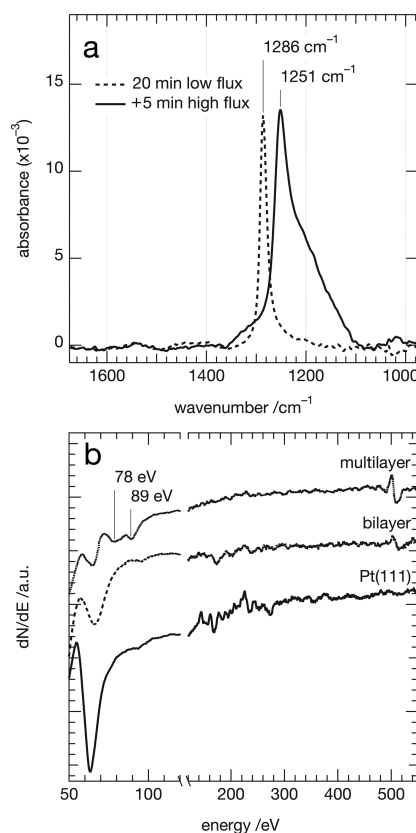 a
1286 cm⁻¹
1251 cm⁻¹
20 min low flux
+5 min high flux
absorbance (x10⁻³)
15
10
5
0
1600 1400 1200 1000
wavenumber /cm⁻¹
b
multilayer
78 eV
89 eV
bilayer
Pt(111)
dN/dE /a.u.
50 100 200 300 400 500
energy /eV